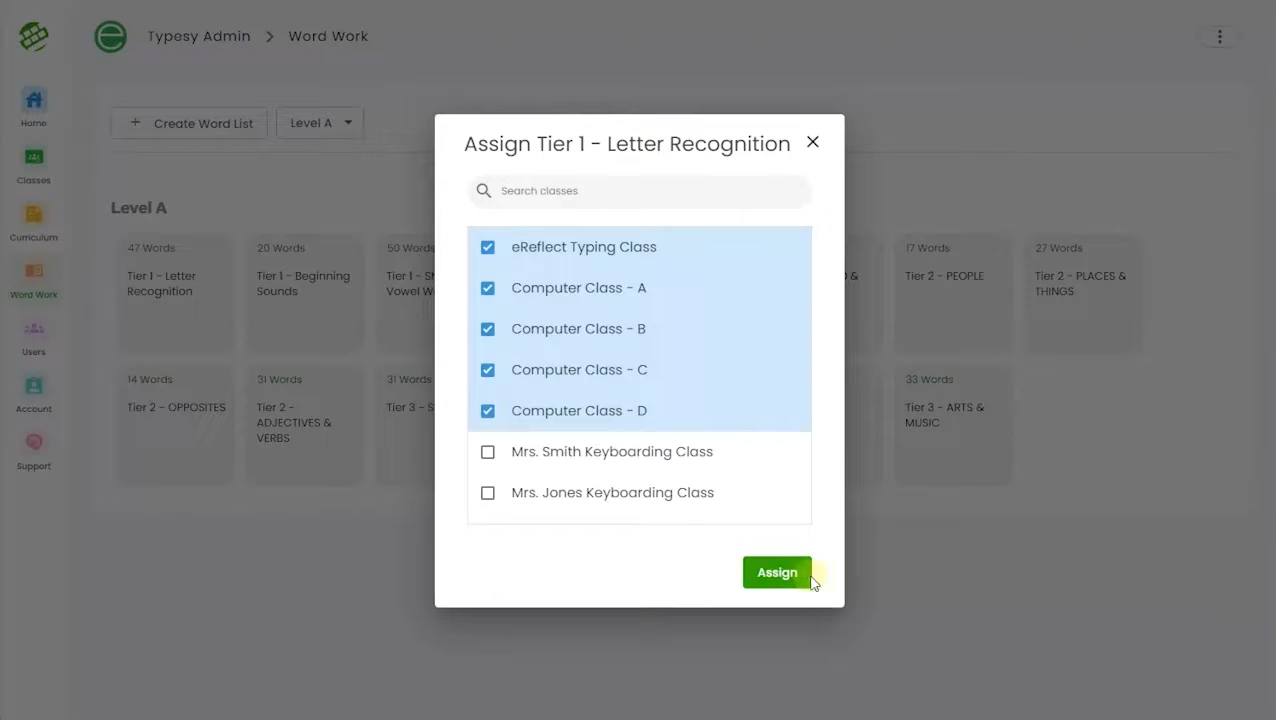 Typesy Admin > Word Work
Home
Classes
Curriculum
Word Work
Users
Account
Support
+ Create Word List
Level A
Level A
47 Words
Tier 1 - Letter
Recognition
20 Words
Tier 1 - Beginning
Sounds
50 Words
17 Words
Tier 2 - PEOPLE
27 Words
Tier 2 - PLACES &
THINGS
14 Words
Tier 2 - OPPOSITES
31 Words
Tier 2 -
ADJECTIVES &
VERBS
31 Words
33 Words
Tier 3 - ARTS &
MUSIC
Assign Tier 1 - Letter Recognition
Search classes
eReflect Typing Class
Computer Class - A
Computer Class - B
Computer Class - C
Computer Class - D
Mrs. Smith Keyboarding Class
Mrs. Jones Keyboarding Class
Assign